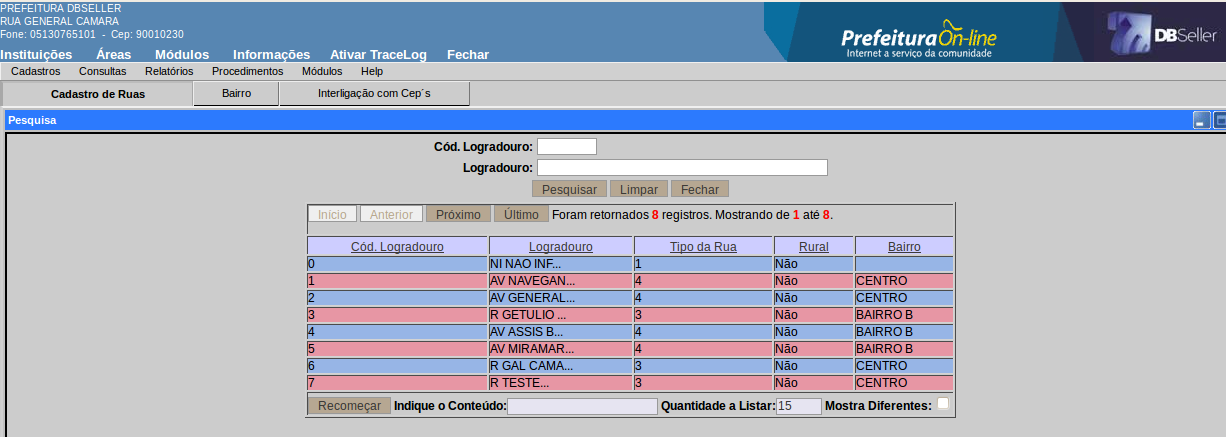 PREFEITURA DBSELLER
RUA GENERAL CAMARA
Fone: 05130765101 - Cep: 90010230
PrefeituraOn-line
Internet a serviço da comunidade
DBSeller
Instituições Áreas Módulos Informações Ativar TraceLog Fechar
Cadastros Consultas Relatórios Procedimentos Módulos Help
Cadastro de Ruas Bairro Interligação com Cep´s
Pesquisa
Cód. Logradouro:
Logradouro:
Pesquisar Limpar Fechar
Início Anterior Próximo Último Foram retornados 8 registros. Mostrando de 1 até 8.
Cód. Logradouro Logradouro Tipo da Rua Rural Bairro
0 NI NAO INF... 1 Não
1 AV NAVEGAN... 4 Não CENTRO
2 AV GENERAL... 4 Não CENTRO
3 R GETULIO ... 3 Não BAIRRO B
4 AV ASSIS B... 4 Não BAIRRO B
5 AV MIRAMAR... 4 Não BAIRRO B
6 R GAL CAMA... 3 Não CENTRO
7 R TESTE... 3 Não CENTRO
Recomeçar Indique o Conteúdo: Quantidade a Listar: 15 Mostra Diferentes: